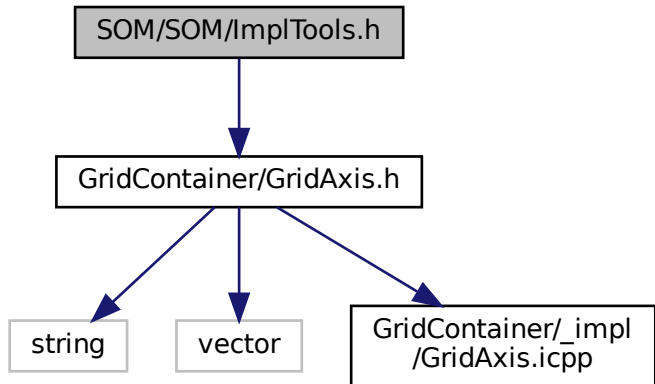 SOM/SOM/ImplTools.h
GridContainer/GridAxis.h
string
vector
GridContainer/_impl
/GridAxis.icpp